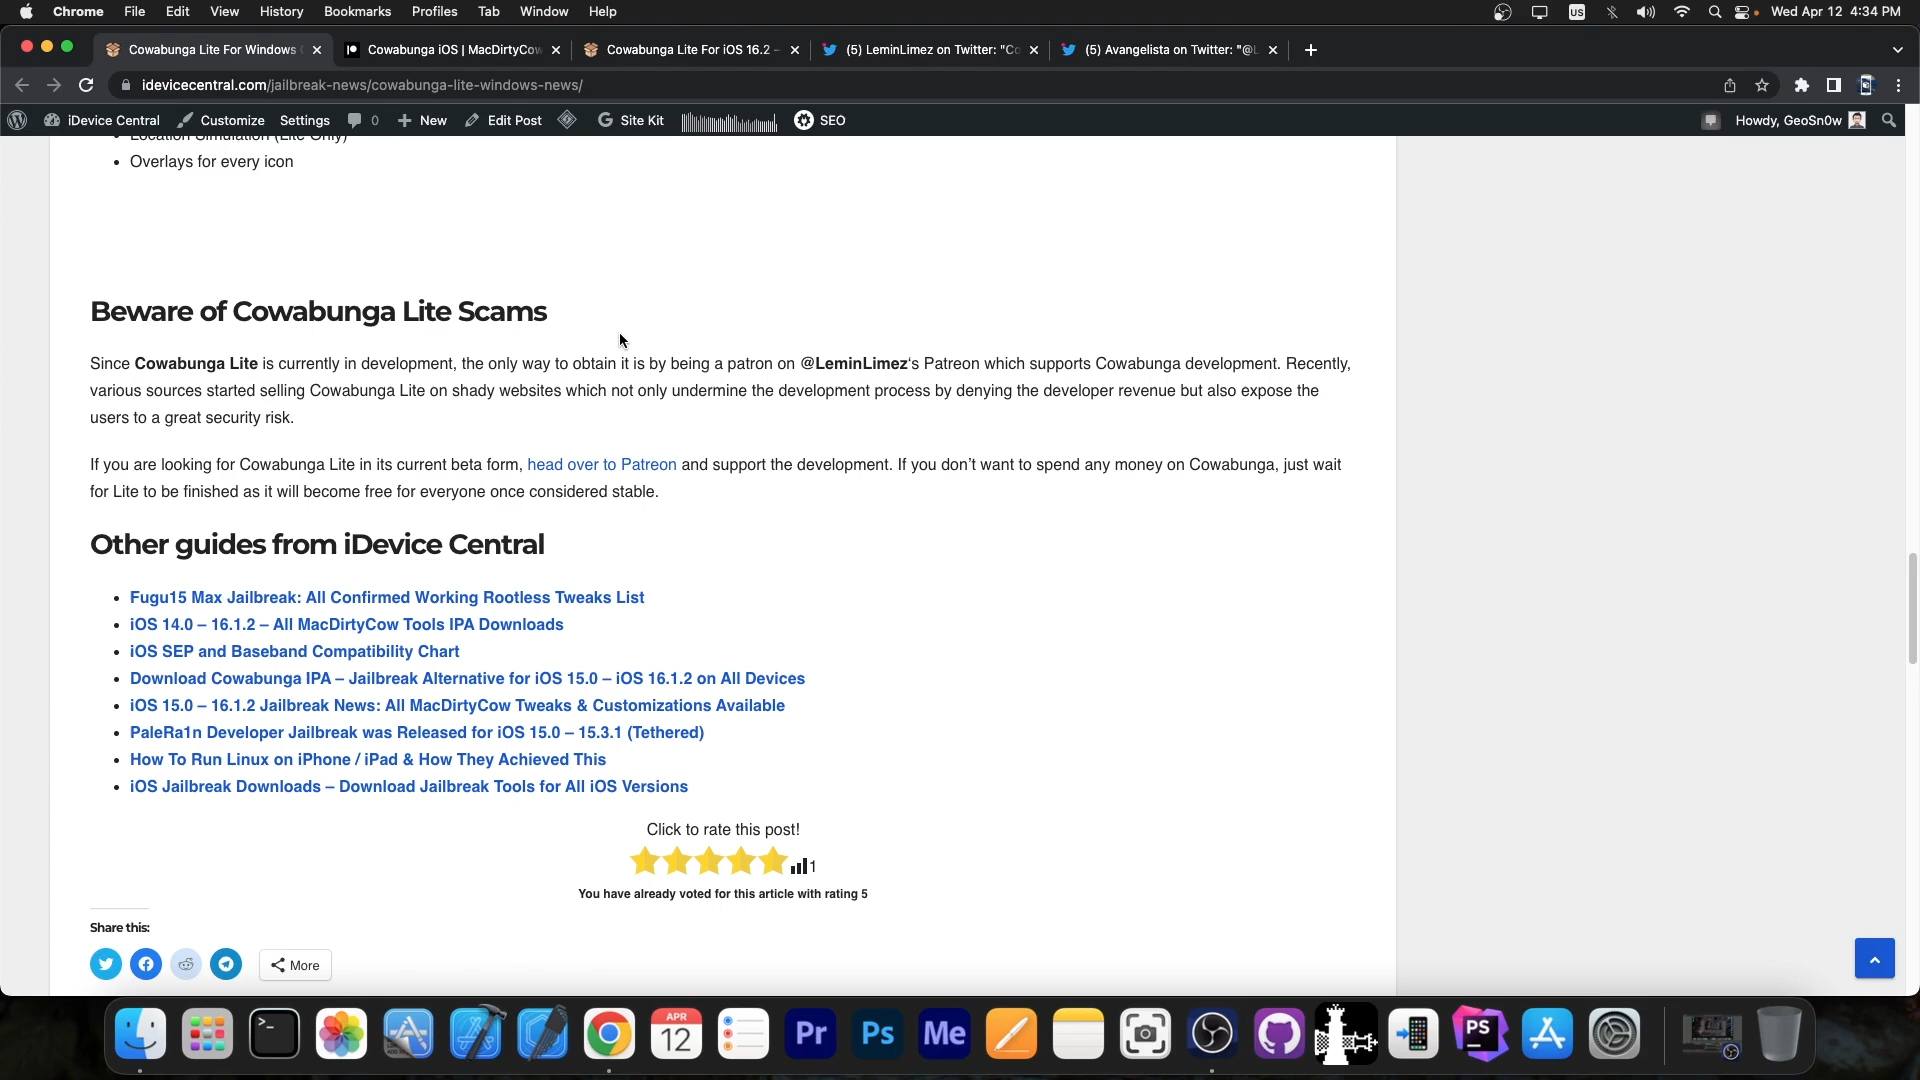 Chrome File Edit View History Bookmarks Profiles Tab Window Help US Wed Apr 12 4:34 PM
Cowabunga Lite For Windows Cowabunga iOS | MacDirtyCow Cowabunga Lite For iOS 16.2 - (5) LeminLimez on Twitter: "Co (5) Avangelista on Twitter: "@L
idevicecentral.com/jailbreak-news/cowabunga-lite-windows-news/
iDevice Central Customize Settings 0 New Edit Post Site Kit SEO Howdy, GeoSn0w
Location Simulation (Lite Only)
Overlays for every icon
Beware of Cowabunga Lite Scams
Since Cowabunga Lite is currently in development, the only way to obtain it is by being a patron on @LeminLimez‘s Patreon which supports Cowabunga development. Recently,
various sources started selling Cowabunga Lite on shady websites which not only undermine the development process by denying the developer revenue but also expose the
users to a great security risk.
If you are looking for Cowabunga Lite in its current beta form, head over to Patreon and support the development. If you don’t want to spend any money on Cowabunga, just wait
for Lite to be finished as it will become free for everyone once considered stable.
Other guides from iDevice Central
Fugu15 Max Jailbreak: All Confirmed Working Rootless Tweaks List
iOS 14.0 – 16.1.2 – All MacDirtyCow Tools IPA Downloads
iOS SEP and Baseband Compatibility Chart
Download Cowabunga IPA – Jailbreak Alternative for iOS 15.0 – iOS 16.1.2 on All Devices
iOS 15.0 – 16.1.2 Jailbreak News: All MacDirtyCow Tweaks & Customizations Available
PaleRa1n Developer Jailbreak was Released for iOS 15.0 – 15.3.1 (Tethered)
How To Run Linux on iPhone / iPad & How They Achieved This
iOS Jailbreak Downloads – Download Jailbreak Tools for All iOS Versions
Click to rate this post!
1
You have already voted for this article with rating 5
Share this:
More
APR
12
Pr Ps Me PS